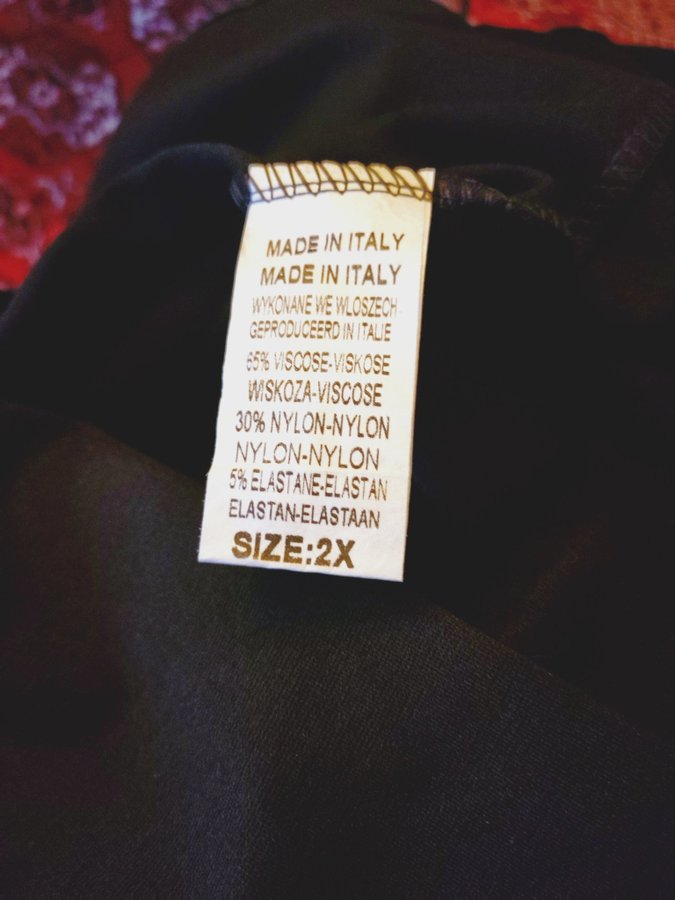 MADE IN ITALY
MADE IN ITALY
WYKONANE WE WLOSZECH
GEPRODUCEERD IN ITALIE
65% VISCOSE-VISKOSE
WISKOZA-VISCOSE
30% NYLON-NYLON
NYLON-NYLON
5% ELASTANE-ELASTAN
ELASTAN-ELASTAAN
SIZE:2X